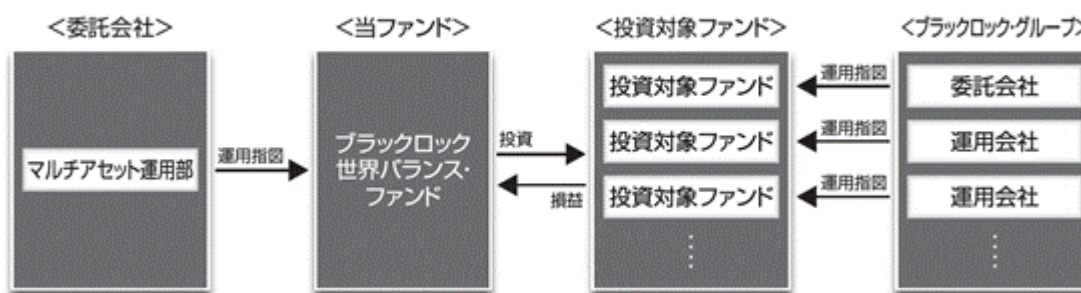 <委託会社>
<当ファンド>
<投資対象ファンド>
<ブラックロック・グループ>
マルチアセット運用部
運用指図
ブラックロック
世界バランス・
ファンド
投資
損益
投資対象ファンド
運用指図
委託会社
投資対象ファンド
運用指図
運用会社
投資対象ファンド
運用指図
運用会社